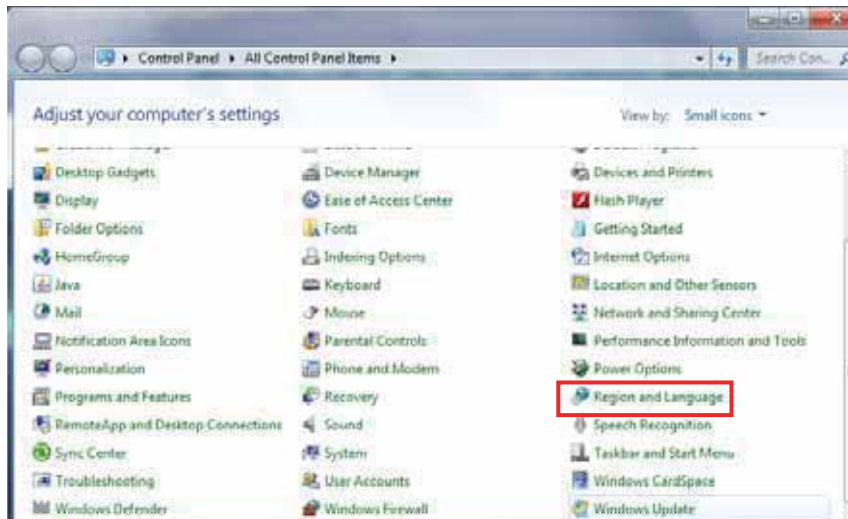 Control Panel ▸ All Control Panel Items ▸
Search Con...
Adjust your computer's settings
View by: Small icons
Desktop Gadgets
Device Manager
Devices and Printers
Display
Ease of Access Center
Flash Player
Folder Options
Fonts
Getting Started
HomeGroup
Indexing Options
Internet Options
Java
Keyboard
Location and Other Sensors
Mail
Mouse
Network and Sharing Center
Notification Area Icons
Parental Controls
Performance Information and Tools
Personalization
Phone and Modem
Power Options
Programs and Features
Recovery
Region and Language
RemoteApp and Desktop Connections
Sound
Speech Recognition
Sync Center
System
Taskbar and Start Menu
Troubleshooting
User Accounts
Windows CardSpace
Windows Defender
Windows Firewall
Windows Update